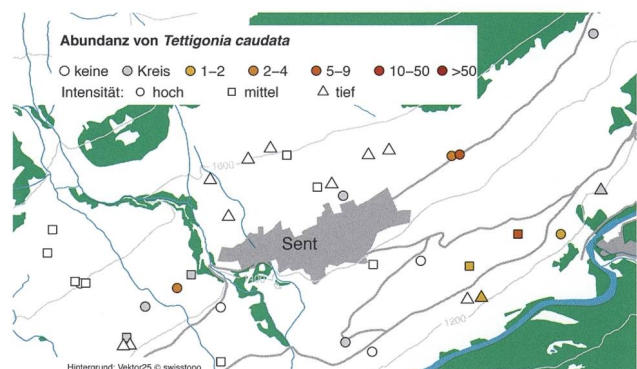 Abundanz von Tettigonia caudata
keine Kreis 1–2 2–4 5–9 10–50 >50
Intensität: hoch mittel tief
1600
Sent
1200
Hintergrund: Vektor25 © swisstopo